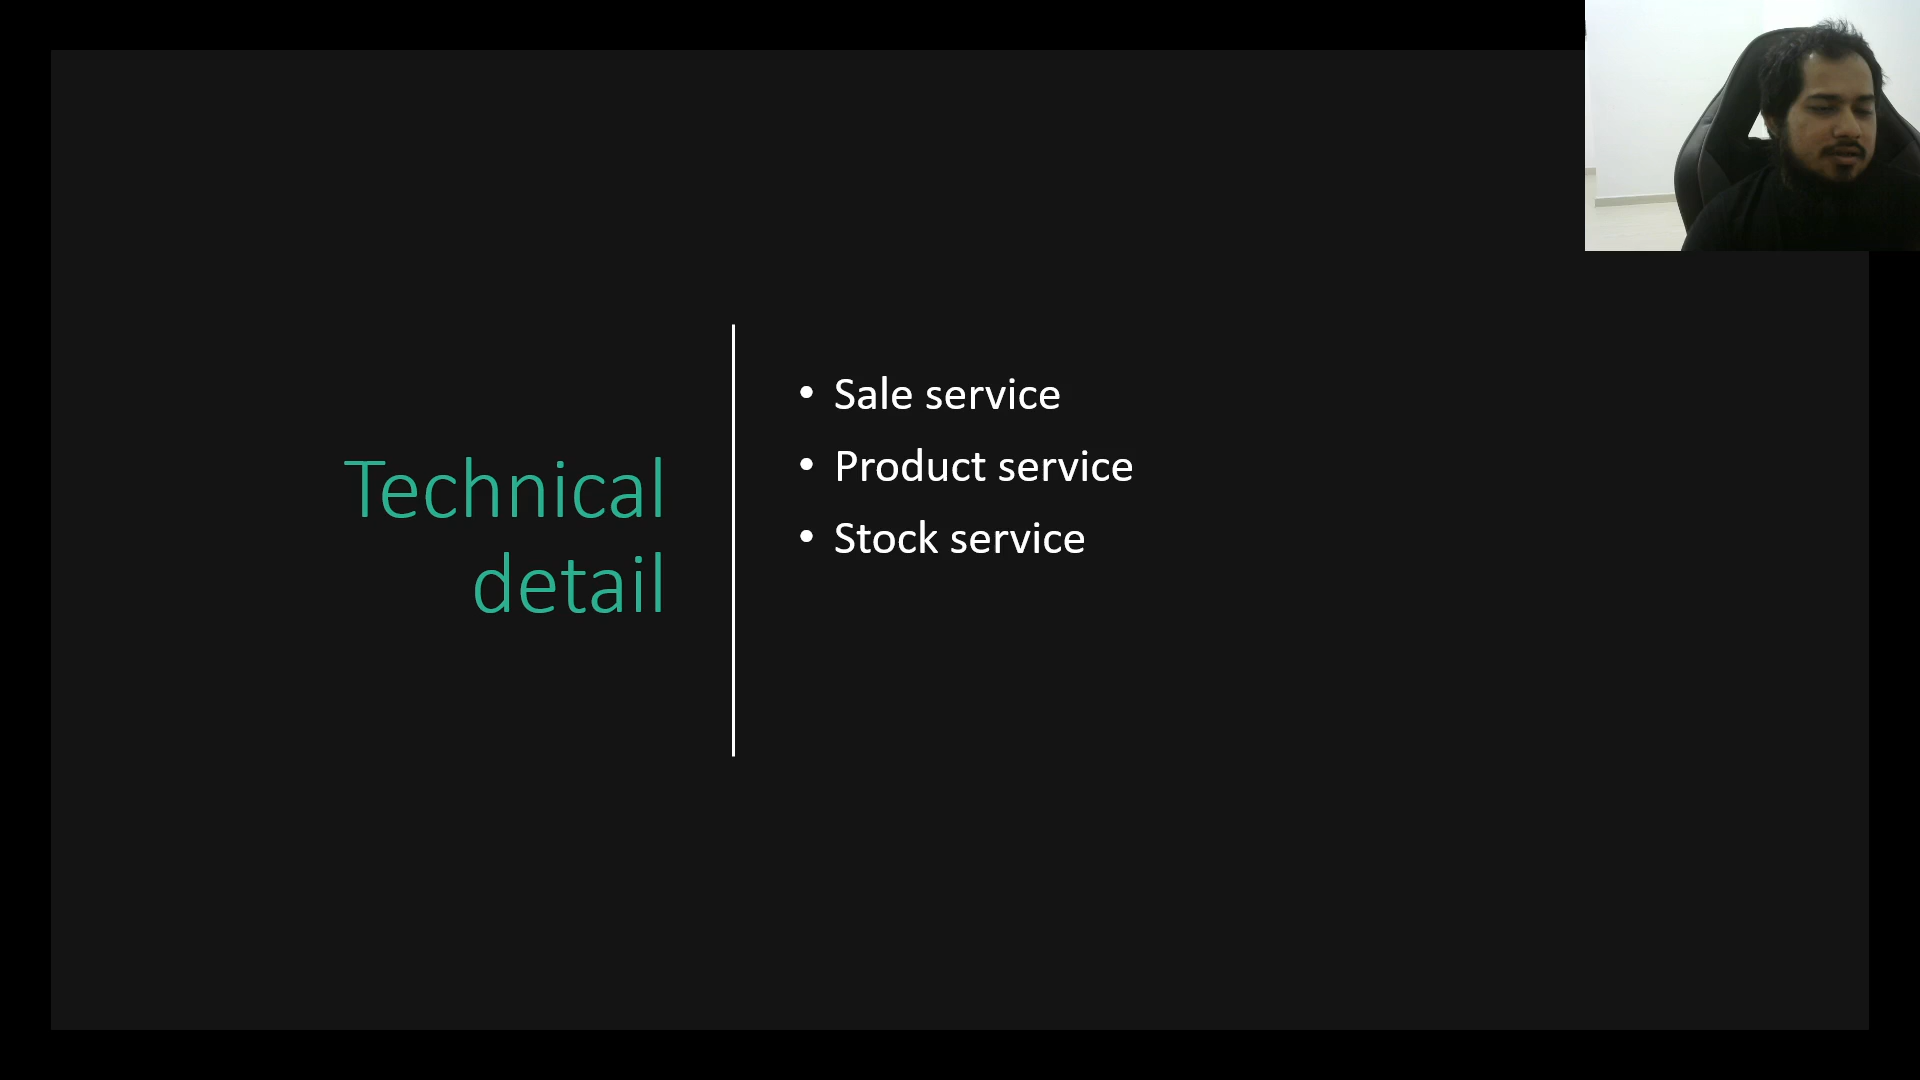 Technical
detail
• Sale service
• Product service
• Stock service